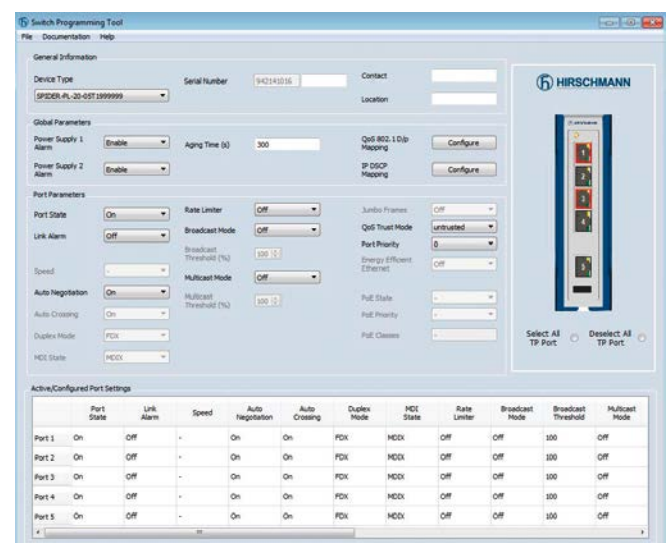 Switch Programming Tool
File Documentation Help
General Information
Device Type
SPIDER-PL-20-05T1999999
Serial Number 942141016
Contact
Location
HIRSCHMANN
Global Parameters
Power Supply 1 Alarm Enable
Aging Time (s) 300
QoS 802.1D/p Mapping Configure
Power Supply 2 Alarm Enable
IP DSCP Mapping Configure
Port Parameters
Port State On
Rate Limiter Off
Jumbo Frames Off
Link Alarm Off
Broadcast Mode Off
QoS Trust Mode untrusted
Broadcast Threshold (%) 100
Port Priority 0
Speed -
Multicast Mode Off
Energy Efficient Ethernet Off
Auto Negotiation On
Multicast Threshold (%) 100
PoE State -
Auto Crossing On
PoE Priority -
Duplex Mode FDX
PoE Classes -
MDI State MDIX
1
2
3
4
5
Select All TP Port
Deselect All TP Port
Active/Configured Port Settings
Port State Link Alarm Speed Auto Negotiation Auto Crossing Duplex Mode MDI State Rate Limiter Broadcast Mode Broadcast Threshold Multicast Mode
Port 1 On Off - On On FDX MDIX Off Off 100 Off
Port 2 On Off - On On FDX MDIX Off Off 100 Off
Port 3 On Off - On On FDX MDIX Off Off 100 Off
Port 4 On Off - On On FDX MDIX Off Off 100 Off
Port 5 On Off - On On FDX MDIX Off Off 100 Off